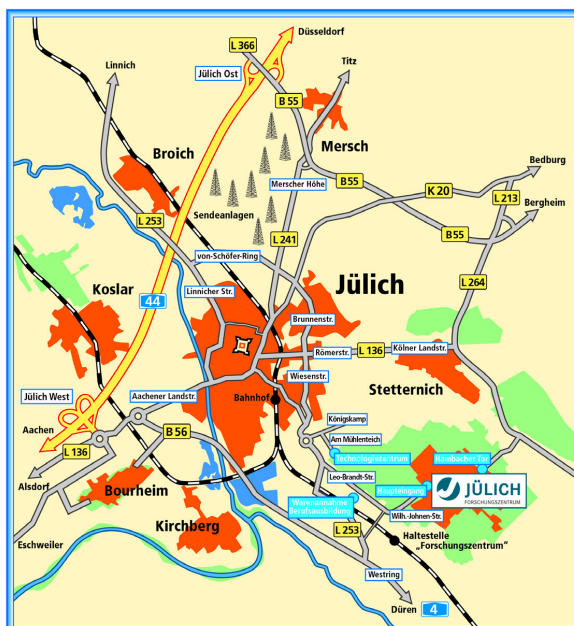 Düsseldorf
L 366
Linnich
Jülich Ost
Titz
B 55
Mersch
Broich
Bedburg
Merscher Höhe
B55
K 20
L 213
Bergheim
Sendeanlagen
L 253
L 241
B55
von-Schäfer-Ring
L 264
Koslar
Jülich
44
Linnicher Str.
Brunnenstr.
Römerstr.
L 136
Kölner Landstr.
Wiesenstr.
Stetternich
Jülich West
Aachener Landstr.
Bahnhof
Königskamp
Aachen
B 56
Am Mühlenteich
L 136
Technologiezentrum
Hambacher Tor
Alsdorf
Leo-Brandt-Str.
Bourheim
Haupteingang
JÜLICH
FORSCHUNGSZENTRUM
Warenannahme
Berufsausbildung
Wilh.-Johnen-Str.
Kirchberg
L 253
Haltestelle
„Forschungszentrum“
Eschweiler
Westring
Düren
4